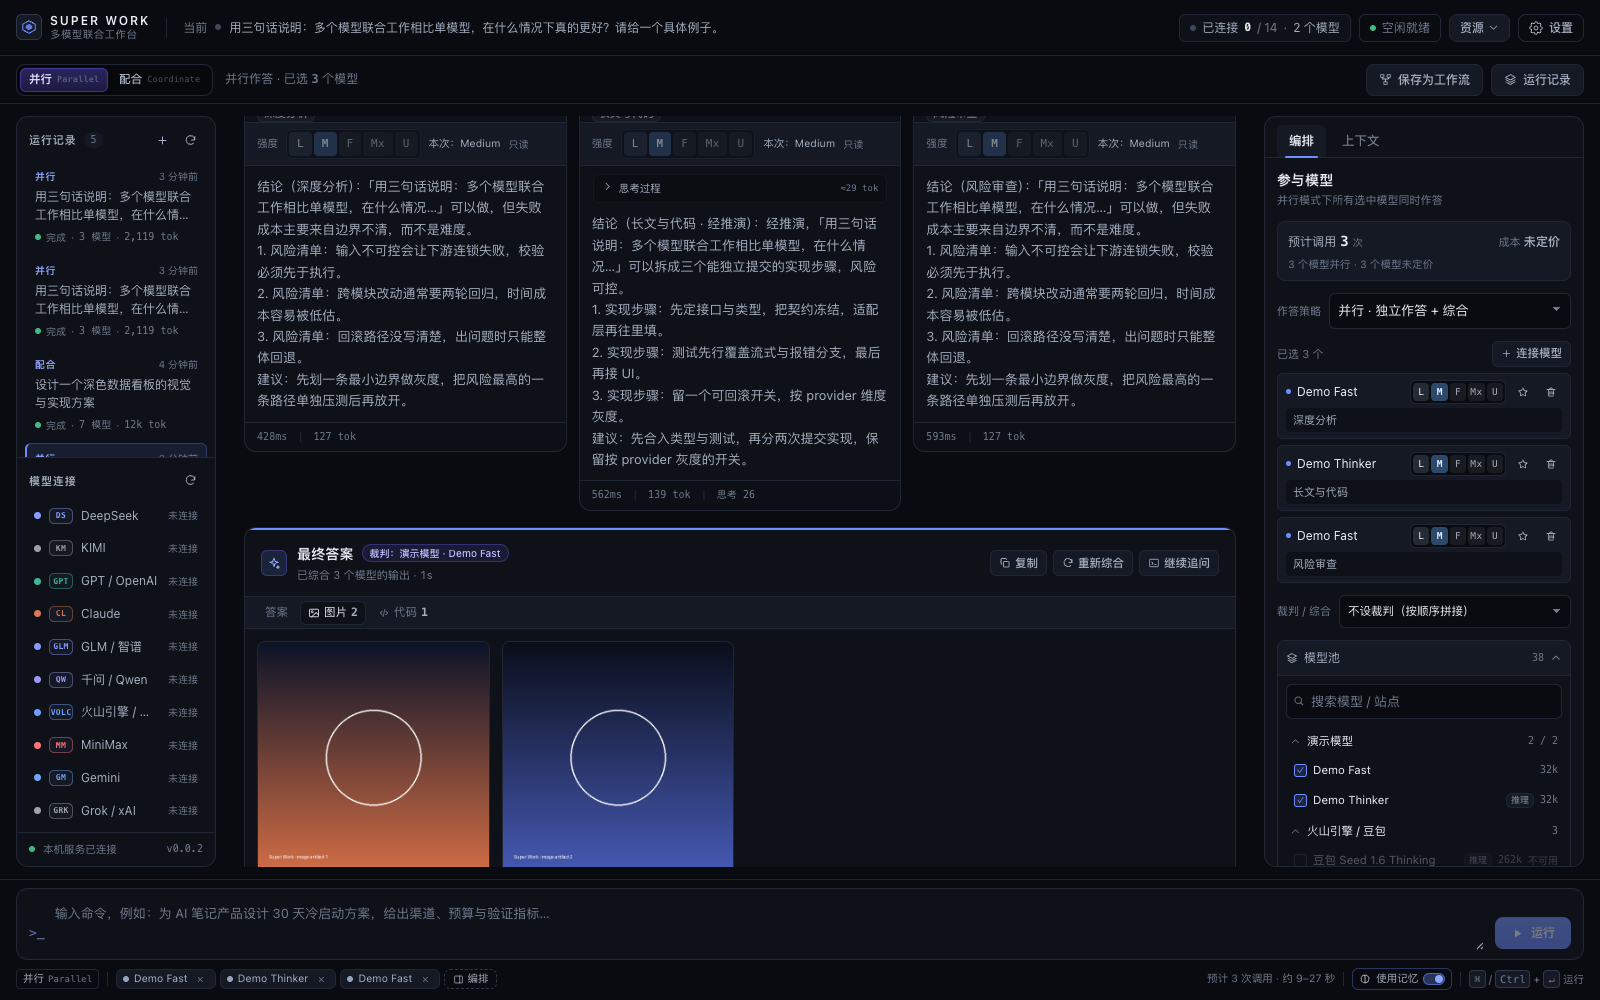 SUPER WORK
多模型联合工作台
当前 用三句话说明：多个模型联合工作相比单模型，在什么情况下真的更好？请给一个具体例子。
已连接 0 / 14 · 2 个模型
空闲就绪
资源
设置
并行 Parallel
配合 Coordinate
并行作答 · 已选 3 个模型
保存为工作流
运行记录
运行记录 5
并行 3 分钟前
用三句话说明：多个模型联合
工作相比单模型，在什么情…
完成 · 3 模型 · 2,119 tok
并行 3 分钟前
用三句话说明：多个模型联合
工作相比单模型，在什么情…
完成 · 3 模型 · 2,119 tok
配合 4 分钟前
设计一个深色数据看板的视觉
与实现方案
完成 · 7 模型 · 12k tok
模型连接
DS DeepSeek 未连接
KM KIMI 未连接
GPT GPT / OpenAI 未连接
CL Claude 未连接
GLM GLM / 智谱 未连接
QW 千问 / Qwen 未连接
VOLC 火山引擎 / ... 未连接
MM MiniMax 未连接
GM Gemini 未连接
GRK Grok / xAI 未连接
本机服务已连接 v0.0.2
强度 L M F Mx U 本次：Medium 只读
结论（深度分析）：「用三句话说明：多个模型联合
工作相比单模型，在什么情况…」可以做，但失败
成本主要来自边界不清，而不是难度。
1. 风险清单：输入不可控会让下游连锁失败，校验
必须先于执行。
2. 风险清单：跨模块改动通常要两轮回归，时间成
本容易被低估。
3. 风险清单：回滚路径没写清楚，出问题时只能整
体回退。
建议：先划一条最小边界做灰度，把风险最高的一
条路径单独压测后再放开。
428ms | 127 tok
强度 L M F Mx U 本次：Medium 只读
思考过程 ≈29 tok
结论（长文与代码 · 经推演）：经推演，「用三句话
说明：多个模型联合工作相比单模型，在什么情
况…」可以拆成三个能独立提交的实现步骤，风险
可控。
1. 实现步骤：先定接口与类型，把契约冻结，适配
层再往里填。
2. 实现步骤：测试先行覆盖流式与报错分支，最后
再接 UI。
3. 实现步骤：留一个可回滚开关，按 provider 维度
灰度。
建议：先合入类型与测试，再分两次提交实现，保
留按 provider 灰度的开关。
562ms | 139 tok | 思考 26
强度 L M F Mx U 本次：Medium 只读
结论（风险审查）：「用三句话说明：多个模型联合
工作相比单模型，在什么情况…」可以做，但失败
成本主要来自边界不清，而不是难度。
1. 风险清单：输入不可控会让下游连锁失败，校验
必须先于执行。
2. 风险清单：跨模块改动通常要两轮回归，时间成
本容易被低估。
3. 风险清单：回滚路径没写清楚，出问题时只能整
体回退。
建议：先划一条最小边界做灰度，把风险最高的一
条路径单独压测后再放开。
593ms | 127 tok
最终答案 裁判：演示模型 · Demo Fast
已综合 3 个模型的输出 · 1s
复制
重新综合
继续追问
答案
图片 2
代码 1
Super Work · image artifact 1
Super Work · image artifact 2
编排
上下文
参与模型
并行模式下所有选中模型同时作答
预计调用 3 次 成本 未定价
3 个模型并行 · 3 个模型未定价
作答策略 并行 · 独立作答 + 综合
已选 3 个 + 连接模型
Demo Fast L M F Mx U
深度分析
Demo Thinker L M F Mx U
长文与代码
Demo Fast L M F Mx U
风险审查
裁判 / 综合 不设裁判（按顺序拼接）
模型池 38
搜索模型 / 站点
演示模型 2 / 2
Demo Fast 32k
Demo Thinker 推理 32k
火山引擎 / 豆包 3
豆包 Seed 1.6 Thinking 推理 262k 不可用
输入命令，例如：为 AI 笔记产品设计 30 天冷启动方案，给出渠道、预算与验证指标…
>_
运行
并行 Parallel
Demo Fast ×
Demo Thinker ×
Demo Fast ×
编排
预计 3 次调用 · 约 9–27 秒
使用记忆
⌘ / Ctrl + ↵ 运行